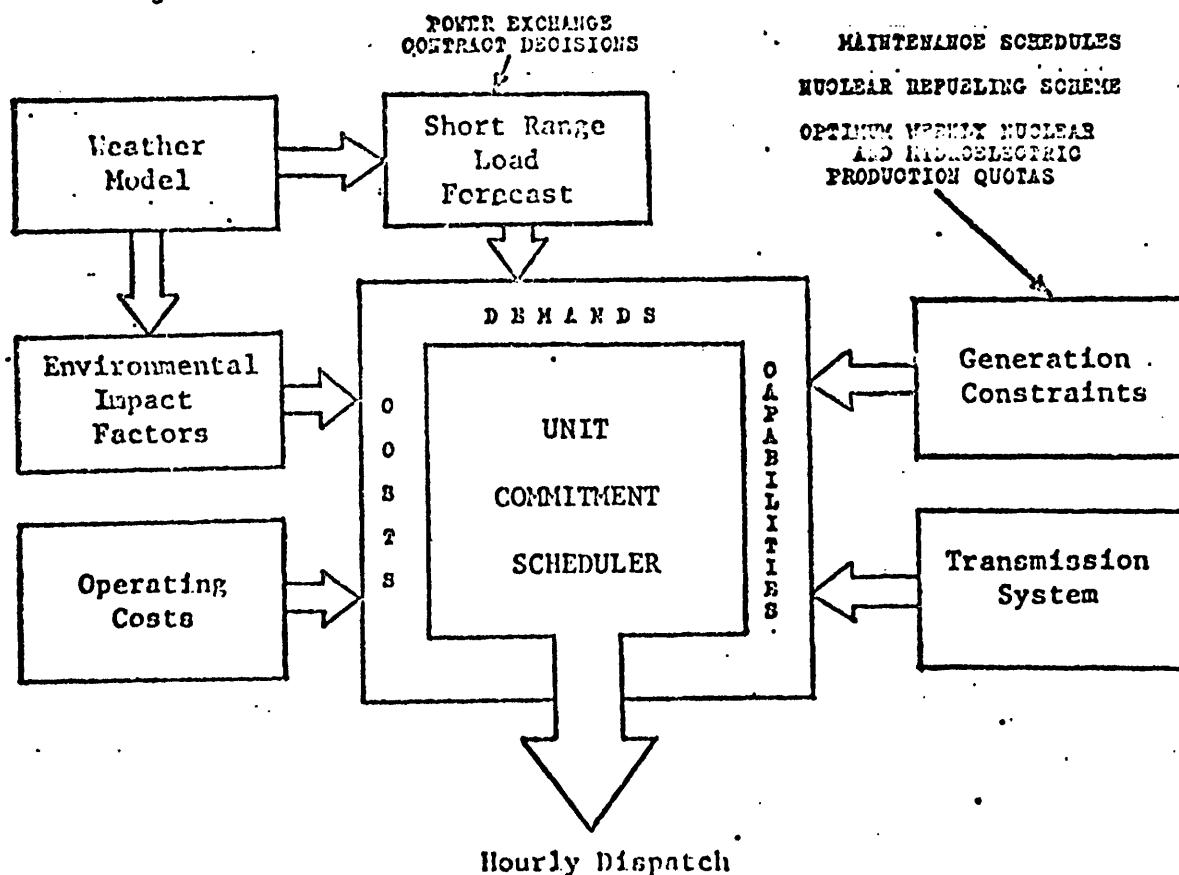 POWER EXCHANGE
CONTRACT DECISIONS
MAINTENANCE SCHEDULES
NUCLEAR REFUELING SCHEME
OPTIMUM WEEKLY NUCLEAR
AND HYDROELECTRIC
PRODUCTION QUOTAS
Weather
Model
Short Range
Load
Forecast
DEMANDS
Environmental
Impact
Factors
COSTS
UNIT
COMMITMENT
SCHEDULER
CAPABILITIES
Generation
Constraints
Operating
Costs
Transmission
System
Hourly Dispatch